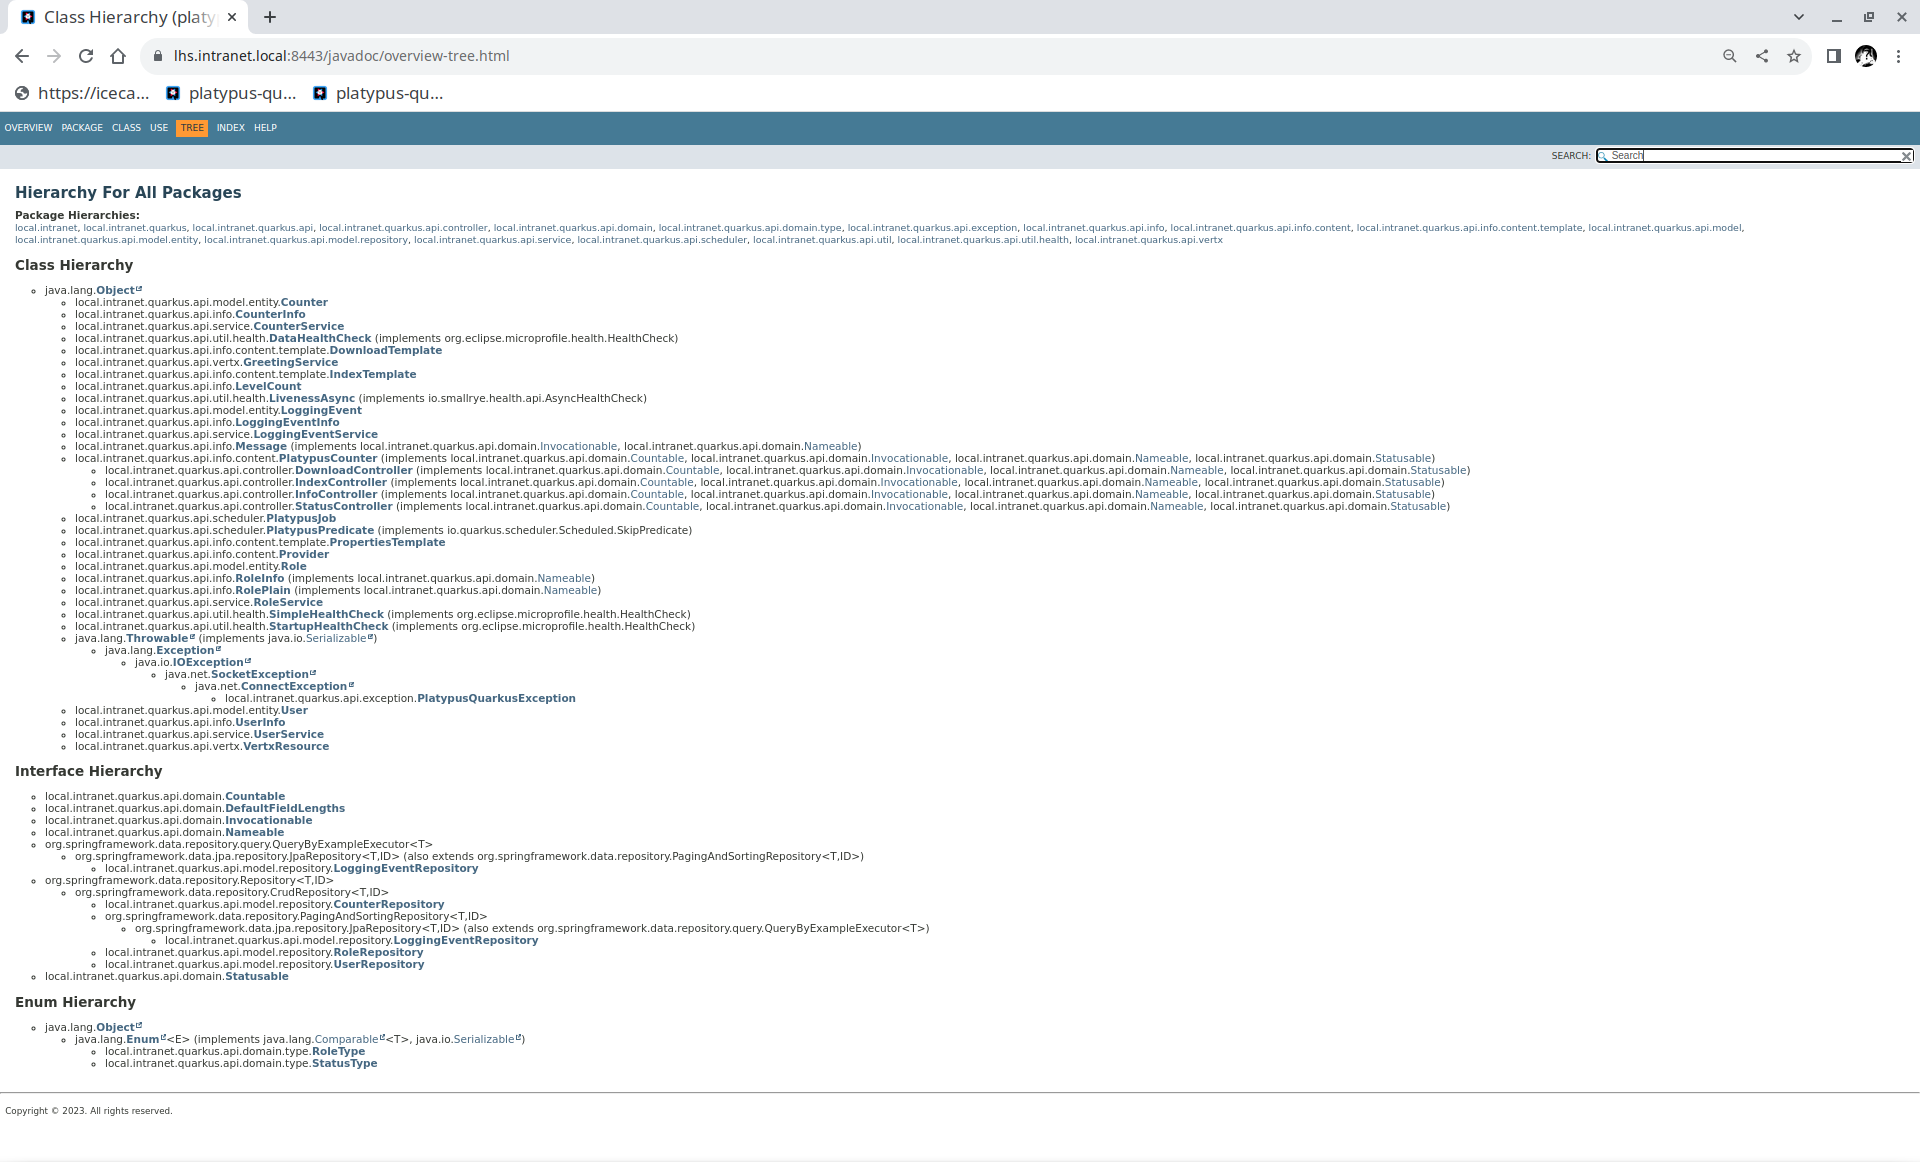 Class Hierarchy (platy
lhs.intranet.local:8443/javadoc/overview-tree.html
https://iceca... platypus-qu... platypus-qu...
OVERVIEW PACKAGE CLASS USE TREE INDEX HELP
SEARCH: Search
Hierarchy For All Packages
Package Hierarchies:
local.intranet, local.intranet.quarkus, local.intranet.quarkus.api, local.intranet.quarkus.api.controller, local.intranet.quarkus.api.domain, local.intranet.quarkus.api.domain.type, local.intranet.quarkus.api.exception, local.intranet.quarkus.api.info, local.intranet.quarkus.api.info.content, local.intranet.quarkus.api.info.content.template, local.intranet.quarkus.api.model,
local.intranet.quarkus.api.model.entity, local.intranet.quarkus.api.model.repository, local.intranet.quarkus.api.service, local.intranet.quarkus.api.scheduler, local.intranet.quarkus.api.util, local.intranet.quarkus.api.util.health, local.intranet.quarkus.api.vertx
Class Hierarchy
java.lang.Object
local.intranet.quarkus.api.model.entity.Counter
local.intranet.quarkus.api.info.CounterInfo
local.intranet.quarkus.api.service.CounterService
local.intranet.quarkus.api.util.health.DataHealthCheck (implements org.eclipse.microprofile.health.HealthCheck)
local.intranet.quarkus.api.info.content.template.DownloadTemplate
local.intranet.quarkus.api.vertx.GreetingService
local.intranet.quarkus.api.info.content.template.IndexTemplate
local.intranet.quarkus.api.info.LevelCount
local.intranet.quarkus.api.util.health.LivenessAsync (implements io.smallrye.health.api.AsyncHealthCheck)
local.intranet.quarkus.api.model.entity.LoggingEvent
local.intranet.quarkus.api.info.LoggingEventInfo
local.intranet.quarkus.api.service.LoggingEventService
local.intranet.quarkus.api.info.Message (implements local.intranet.quarkus.api.domain.Invocationable, local.intranet.quarkus.api.domain.Nameable)
local.intranet.quarkus.api.info.content.PlatypusCounter (implements local.intranet.quarkus.api.domain.Countable, local.intranet.quarkus.api.domain.Invocationable, local.intranet.quarkus.api.domain.Nameable, local.intranet.quarkus.api.domain.Statusable)
local.intranet.quarkus.api.controller.DownloadController (implements local.intranet.quarkus.api.domain.Countable, local.intranet.quarkus.api.domain.Invocationable, local.intranet.quarkus.api.domain.Nameable, local.intranet.quarkus.api.domain.Statusable)
local.intranet.quarkus.api.controller.IndexController (implements local.intranet.quarkus.api.domain.Countable, local.intranet.quarkus.api.domain.Invocationable, local.intranet.quarkus.api.domain.Nameable, local.intranet.quarkus.api.domain.Statusable)
local.intranet.quarkus.api.controller.InfoController (implements local.intranet.quarkus.api.domain.Countable, local.intranet.quarkus.api.domain.Invocationable, local.intranet.quarkus.api.domain.Nameable, local.intranet.quarkus.api.domain.Statusable)
local.intranet.quarkus.api.controller.StatusController (implements local.intranet.quarkus.api.domain.Countable, local.intranet.quarkus.api.domain.Invocationable, local.intranet.quarkus.api.domain.Nameable, local.intranet.quarkus.api.domain.Statusable)
local.intranet.quarkus.api.scheduler.PlatypusJob
local.intranet.quarkus.api.scheduler.PlatypusPredicate (implements io.quarkus.scheduler.Scheduled.SkipPredicate)
local.intranet.quarkus.api.info.content.template.PropertiesTemplate
local.intranet.quarkus.api.info.content.Provider
local.intranet.quarkus.api.model.entity.Role
local.intranet.quarkus.api.info.RoleInfo (implements local.intranet.quarkus.api.domain.Nameable)
local.intranet.quarkus.api.info.RolePlain (implements local.intranet.quarkus.api.domain.Nameable)
local.intranet.quarkus.api.service.RoleService
local.intranet.quarkus.api.util.health.SimpleHealthCheck (implements org.eclipse.microprofile.health.HealthCheck)
local.intranet.quarkus.api.util.health.StartupHealthCheck (implements org.eclipse.microprofile.health.HealthCheck)
java.lang.Throwable (implements java.io.Serializable)
java.lang.Exception
java.io.IOException
java.net.SocketException
java.net.ConnectException
local.intranet.quarkus.api.exception.PlatypusQuarkusException
local.intranet.quarkus.api.model.entity.User
local.intranet.quarkus.api.info.UserInfo
local.intranet.quarkus.api.service.UserService
local.intranet.quarkus.api.vertx.VertxResource
Interface Hierarchy
local.intranet.quarkus.api.domain.Countable
local.intranet.quarkus.api.domain.DefaultFieldLengths
local.intranet.quarkus.api.domain.Invocationable
local.intranet.quarkus.api.domain.Nameable
org.springframework.data.repository.query.QueryByExampleExecutor<T>
org.springframework.data.jpa.repository.JpaRepository<T,ID> (also extends org.springframework.data.repository.PagingAndSortingRepository<T,ID>)
local.intranet.quarkus.api.model.repository.LoggingEventRepository
org.springframework.data.repository.Repository<T,ID>
org.springframework.data.repository.CrudRepository<T,ID>
local.intranet.quarkus.api.model.repository.CounterRepository
org.springframework.data.repository.PagingAndSortingRepository<T,ID>
org.springframework.data.jpa.repository.JpaRepository<T,ID> (also extends org.springframework.data.repository.query.QueryByExampleExecutor<T>)
local.intranet.quarkus.api.model.repository.LoggingEventRepository
local.intranet.quarkus.api.model.repository.RoleRepository
local.intranet.quarkus.api.model.repository.UserRepository
local.intranet.quarkus.api.domain.Statusable
Enum Hierarchy
java.lang.Object
java.lang.Enum<E> (implements java.lang.Comparable<T>, java.io.Serializable)
local.intranet.quarkus.api.domain.type.RoleType
local.intranet.quarkus.api.domain.type.StatusType
Copyright © 2023. All rights reserved.